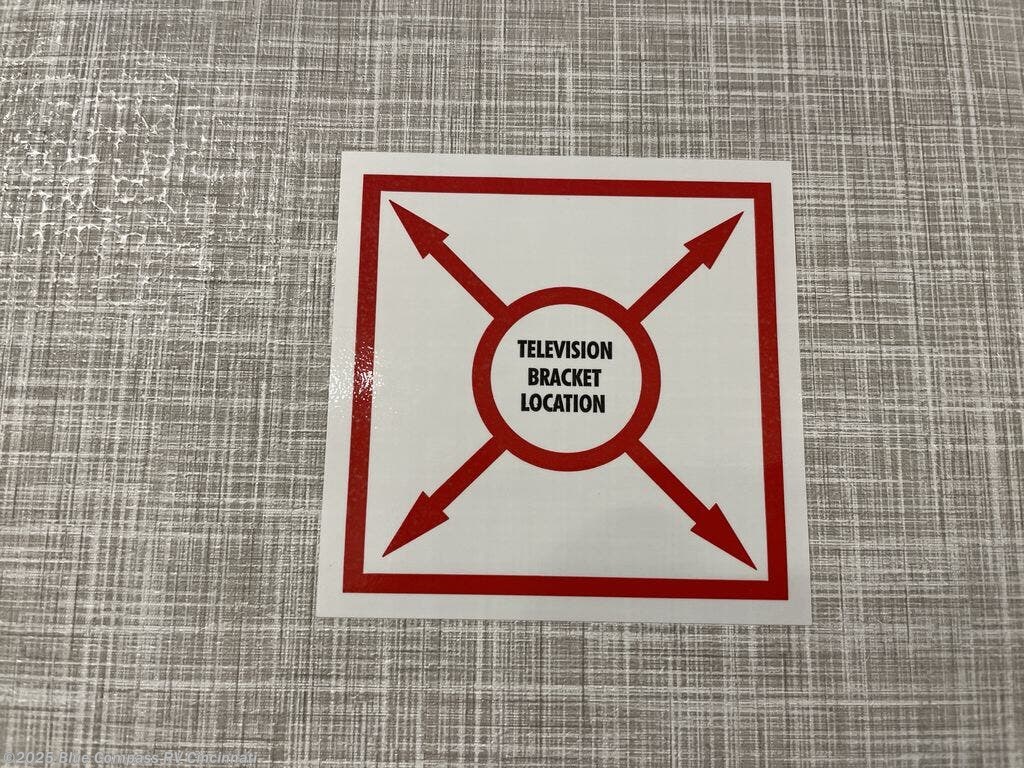 TELEVISION
BRACKET
LOCATION
©2025 Blue Compass RV Cincinnati